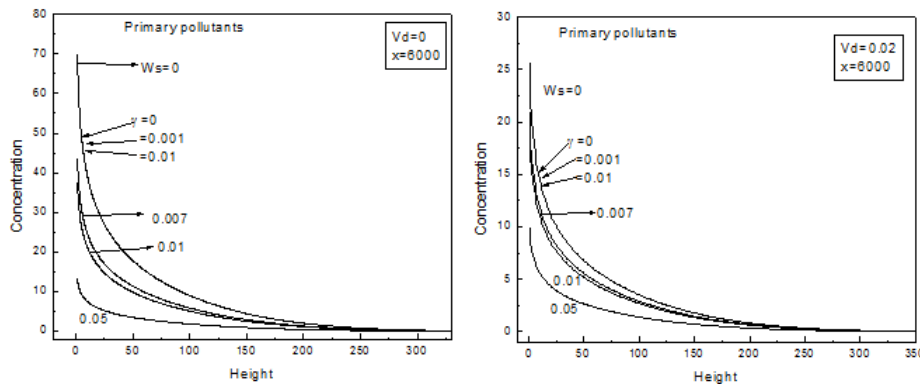 Primary pollutants
Vd=0
x=6000
Ws=0
γ=0
=0.001
=0.01
0.007
0.01
0.05
Concentration
80
70
60
50
40
30
20
10
0
0 50 100 150 200 250 300
Height
Primary pollutants
Vd=0.02
x=6000
Ws=0
γ=0
=0.001
=0.01
0.007
0.01
0.05
Concentration
30
25
20
15
10
5
0
0 50 100 150 200 250 300 350
Height